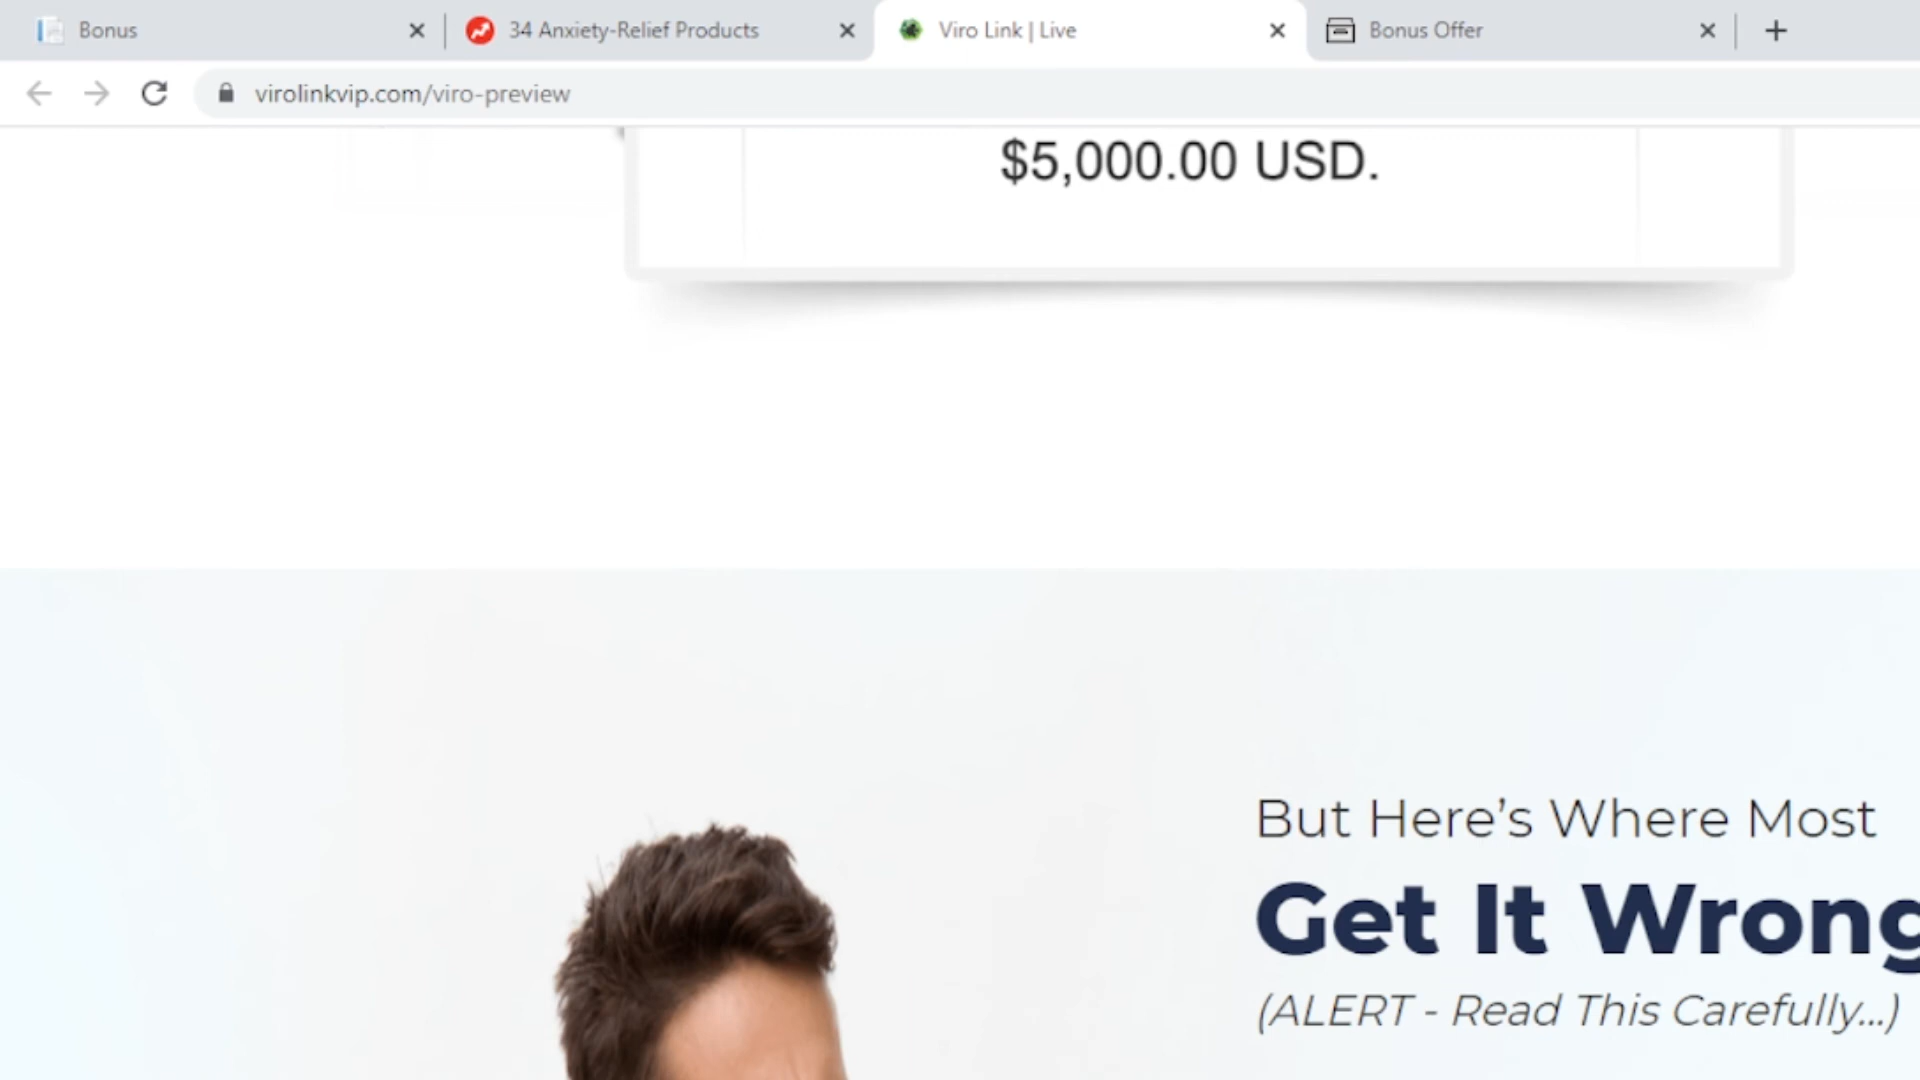 Bonus
34 Anxiety-Relief Products
Viro Link | Live
Bonus Offer
virolinkvip.com/viro-preview
$5,000.00 USD.
But Here's Where Most
Get It Wrong
(ALERT - Read This Carefully...)